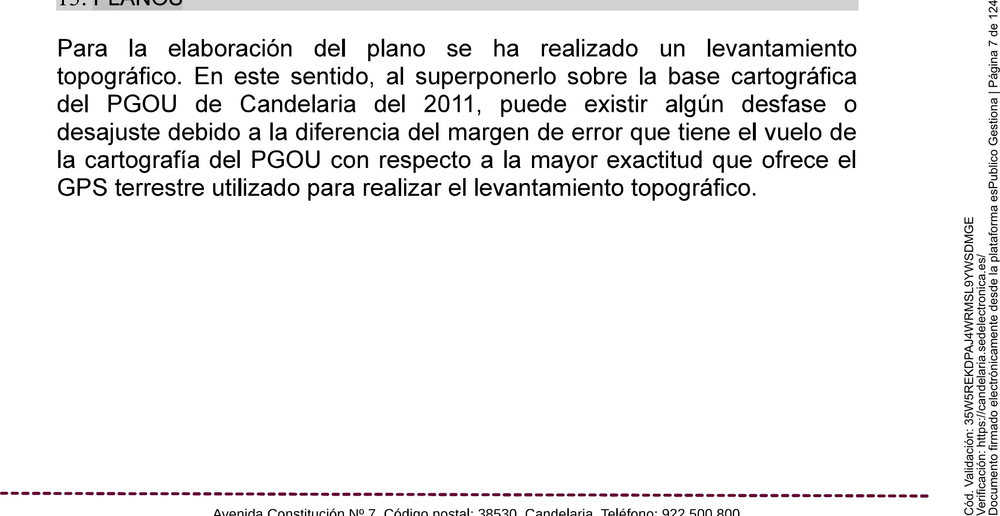 15. PLANOS
Para la elaboración del plano se ha realizado un levantamiento
topográfico. En este sentido, al superponerlo sobre la base cartográfica
del PGOU de Candelaria del 2011, puede existir algún desfase o
desajuste debido a la diferencia del margen de error que tiene el vuelo de
la cartografía del PGOU con respecto a la mayor exactitud que ofrece el
GPS terrestre utilizado para realizar el levantamiento topográfico.
Avenida Constitución Nº 7. Código postal: 38530. Candelaria. Teléfono: 922 500 800
Cód. Validación: 35W5REKDPAJ4WRMSL9YWSDMGE
Verificación: https://candelaria.sedelectronica.es/
Documento firmado electrónicamente desde la plataforma esPublico Gestiona | Página 7 de 124